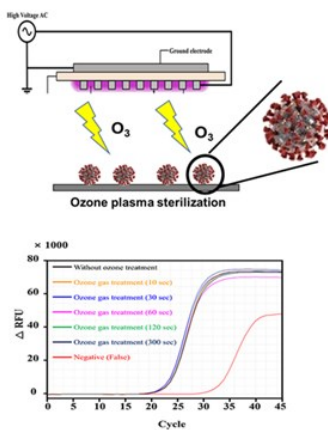 High Voltage AC
Ground electrode
O3
O3
Ozone plasma sterilization
× 1000
Δ RFU
80
60
40
20
0
Without ozone treatment
Ozone gas treatment (10 sec)
Ozone gas treatment (30 sec)
Ozone gas treatment (60 sec)
Ozone gas treatment (120 sec)
Ozone gas treatment (300 sec)
Negative (False)
0 5 10 15 20 25 30 35 40 45
Cycle